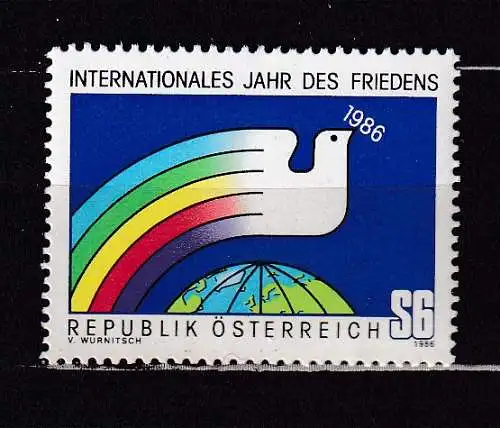 INTERNATIONALES JAHR DES FRIEDENS
1986
REPUBLIK ÖSTERREICH S6
V. WURNITSCH 1986